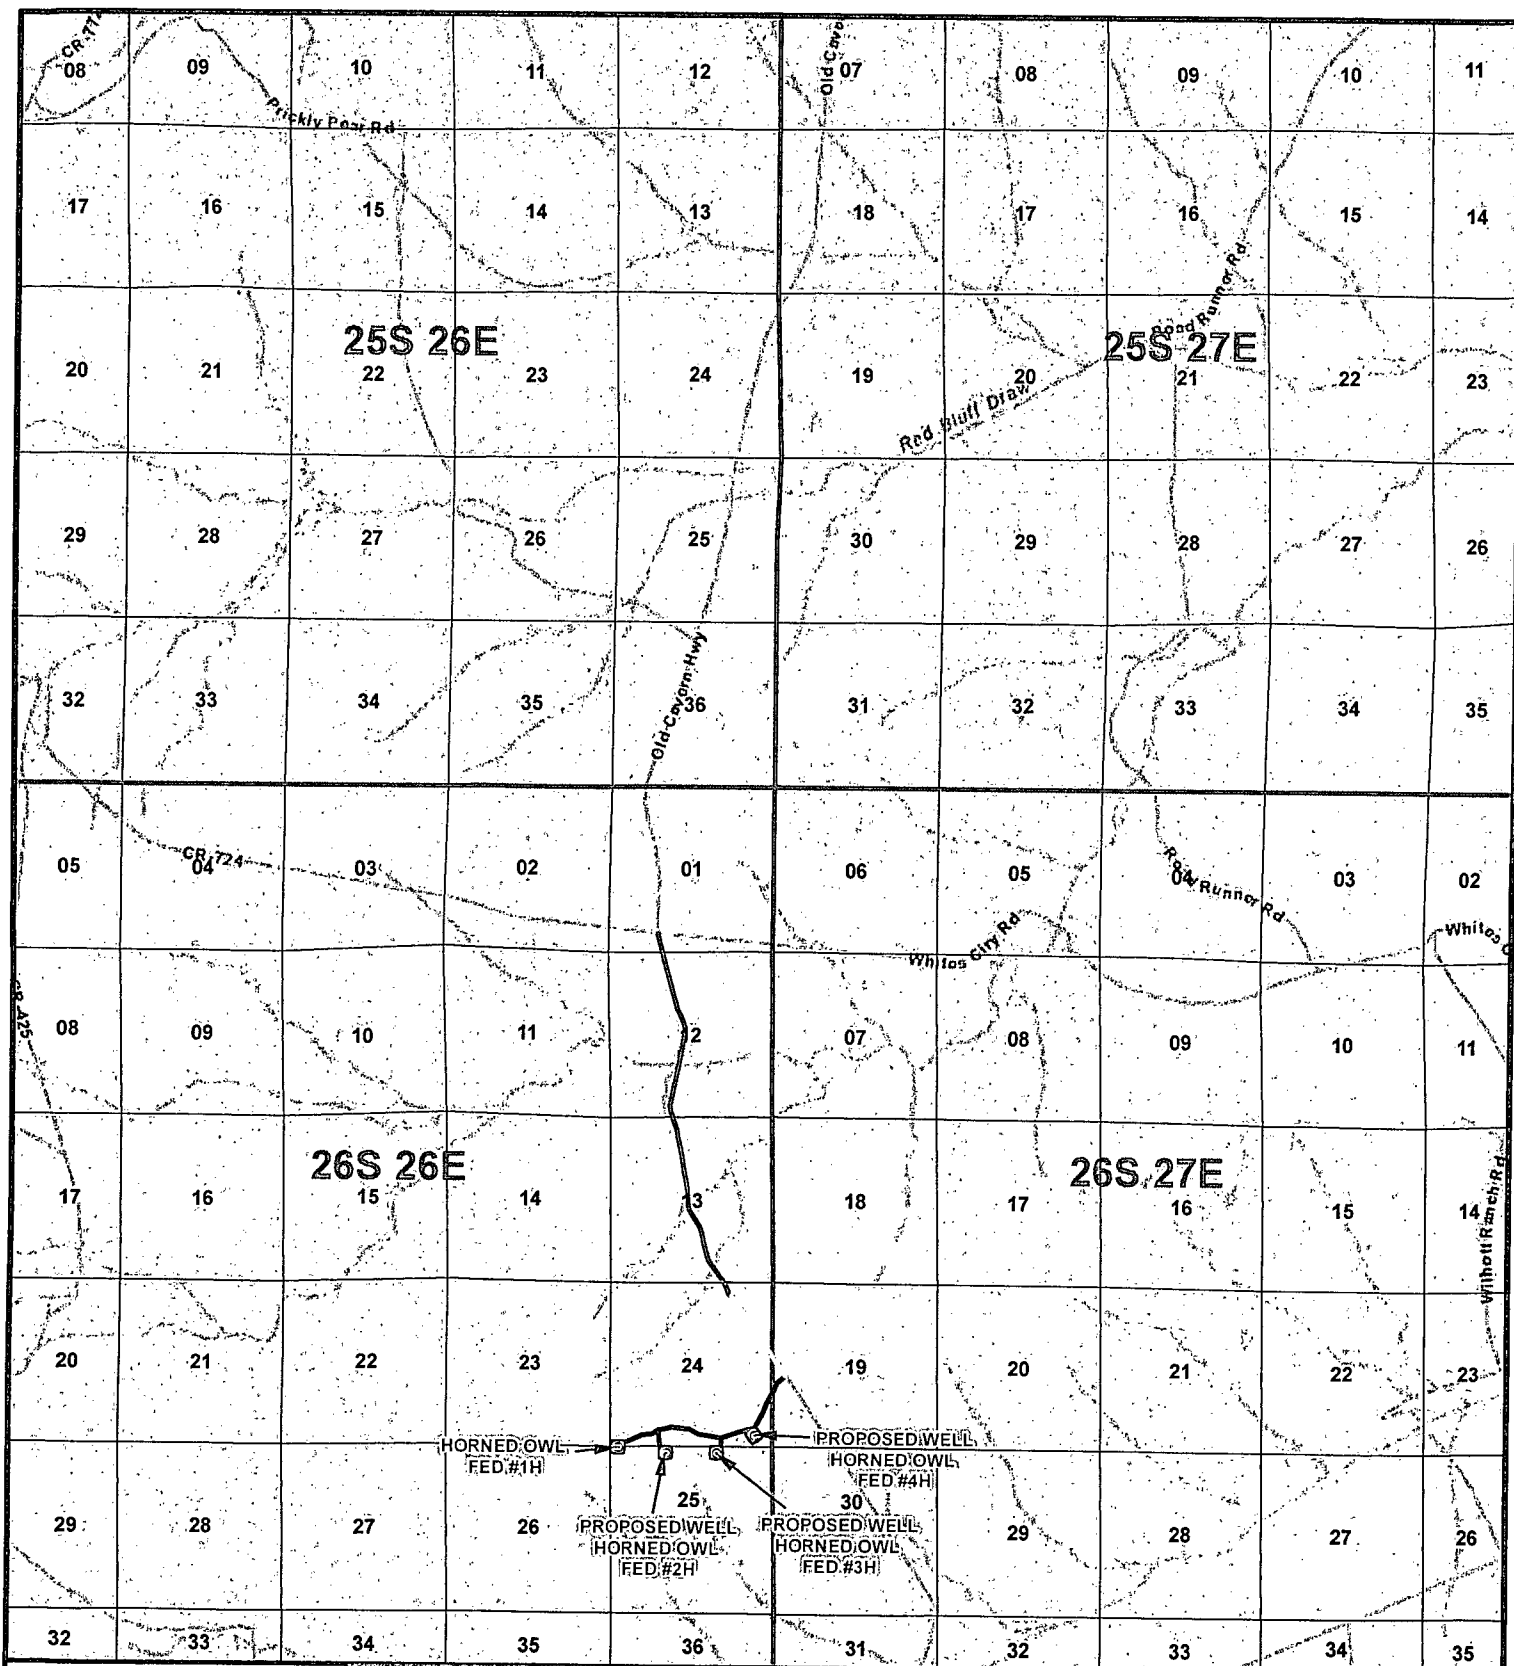 CR-77
08 09 10 11 12 07 08 09 10 11
Old Cave
Prickly Pear Rd
17 16 15 14 13 18 17 16 15 14
Road Runner Rd
25S 26E 25S 27E
20 21 22 23 24 19 20 21 22 23
Red Bluff Draw
29 28 27 26 25 30 29 28 27 26
32 33 34 35 36 31 32 33 34 35
Old Cavern Hwy
05 04 03 02 01 06 05 04 03 02
CR-724
Road Runner Rd
Whites City Rd
Whites C
CR-A25
08 09 10 11 2 07 08 09 10 11
26S 26E 26S 27E
17 16 15 14 13 18 17 16 15 14
Wilhott Ranch Rd
20 21 22 23 24 19 20 21 22 23
HORNED OWL
FED #1H
PROPOSED WELL
HORNED OWL
FED #4H
29 28 27 26 25 30 29 28 27 26
PROPOSED WELL
HORNED OWL
FED #2H
PROPOSED WELL
HORNED OWL
FED #3H
32 33 34 35 36 31 32 33 34 35